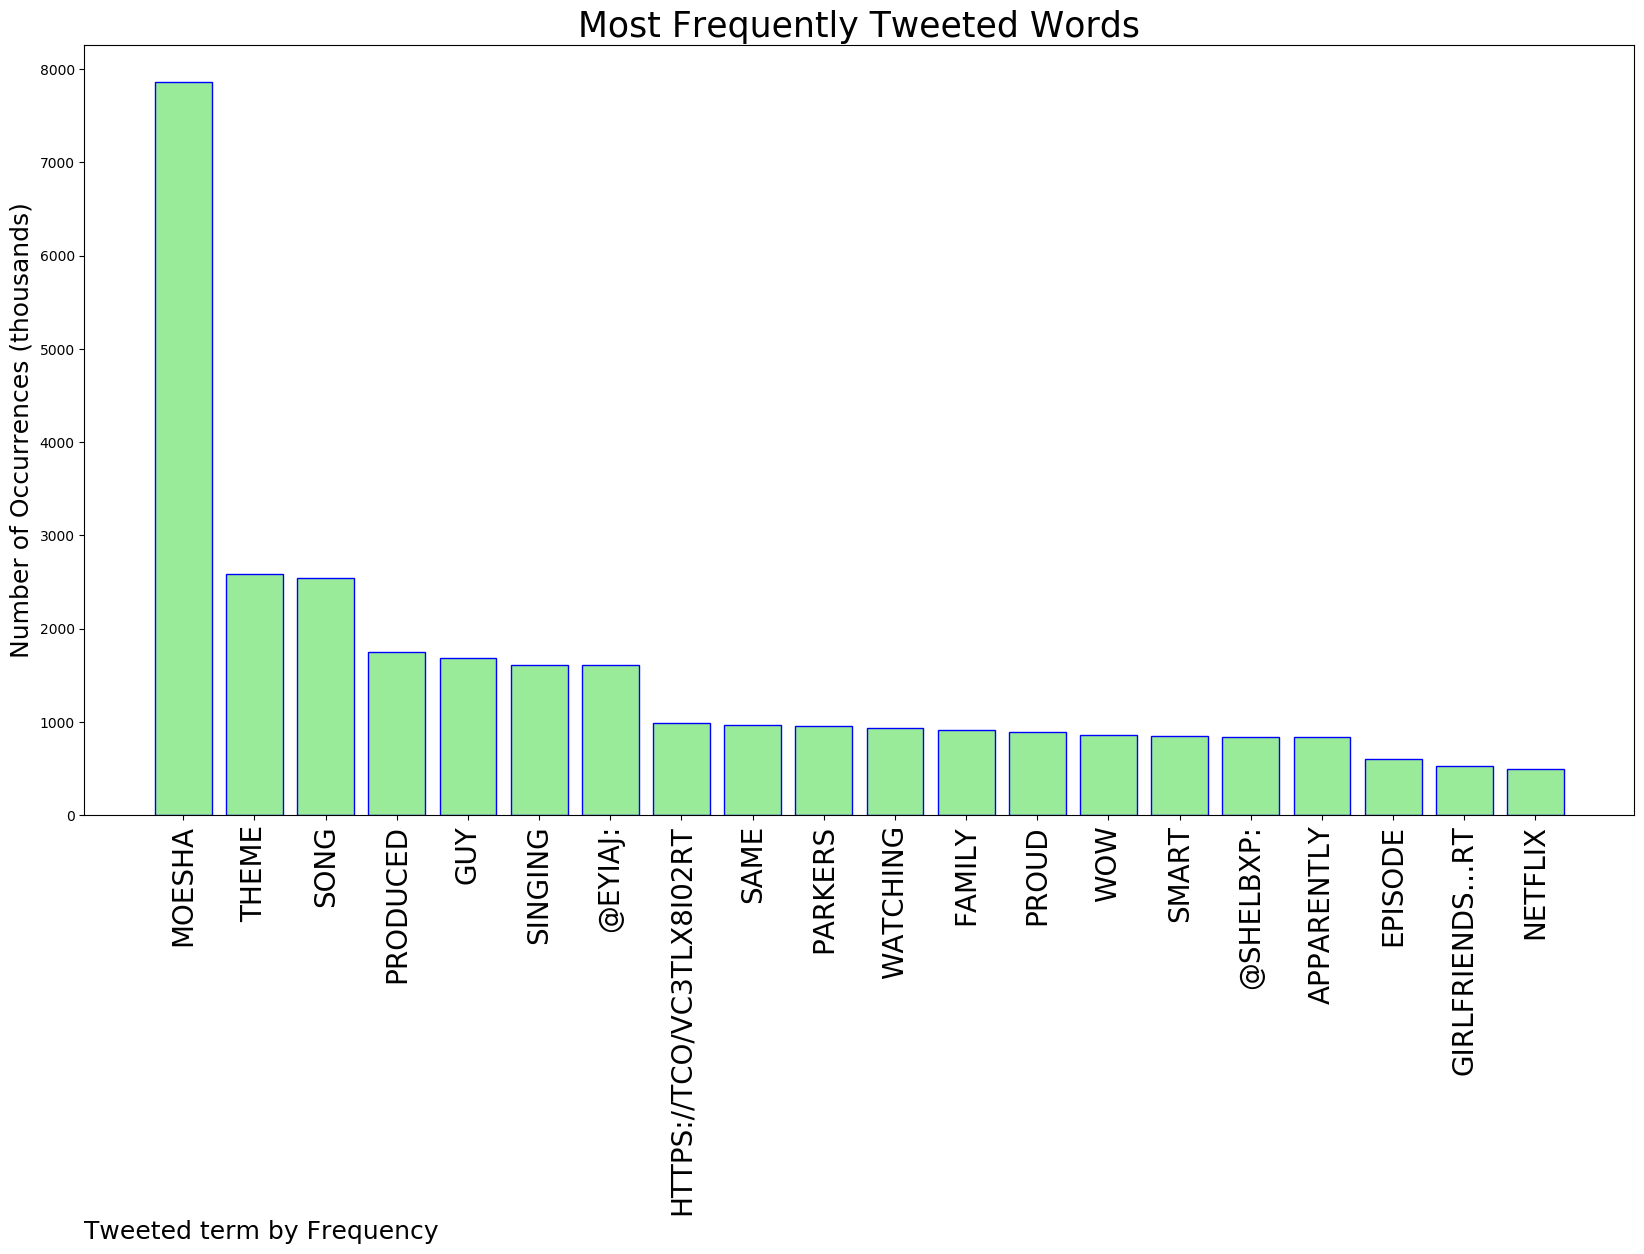 Most Frequently Tweeted Words
Number of Occurrences (thousands)
8000
7000
6000
5000
4000
3000
2000
1000
0
MOESHA
THEME
SONG
PRODUCED
GUY
SINGING
@EYIAJ:
HTTPS://TCO/VC3TLX8I02RT
SAME
PARKERS
WATCHING
FAMILY
PROUD
WOW
SMART
@SHELBXP:
APPARENTLY
EPISODE
GIRLFRIENDS...RT
NETFLIX
Tweeted term by Frequency